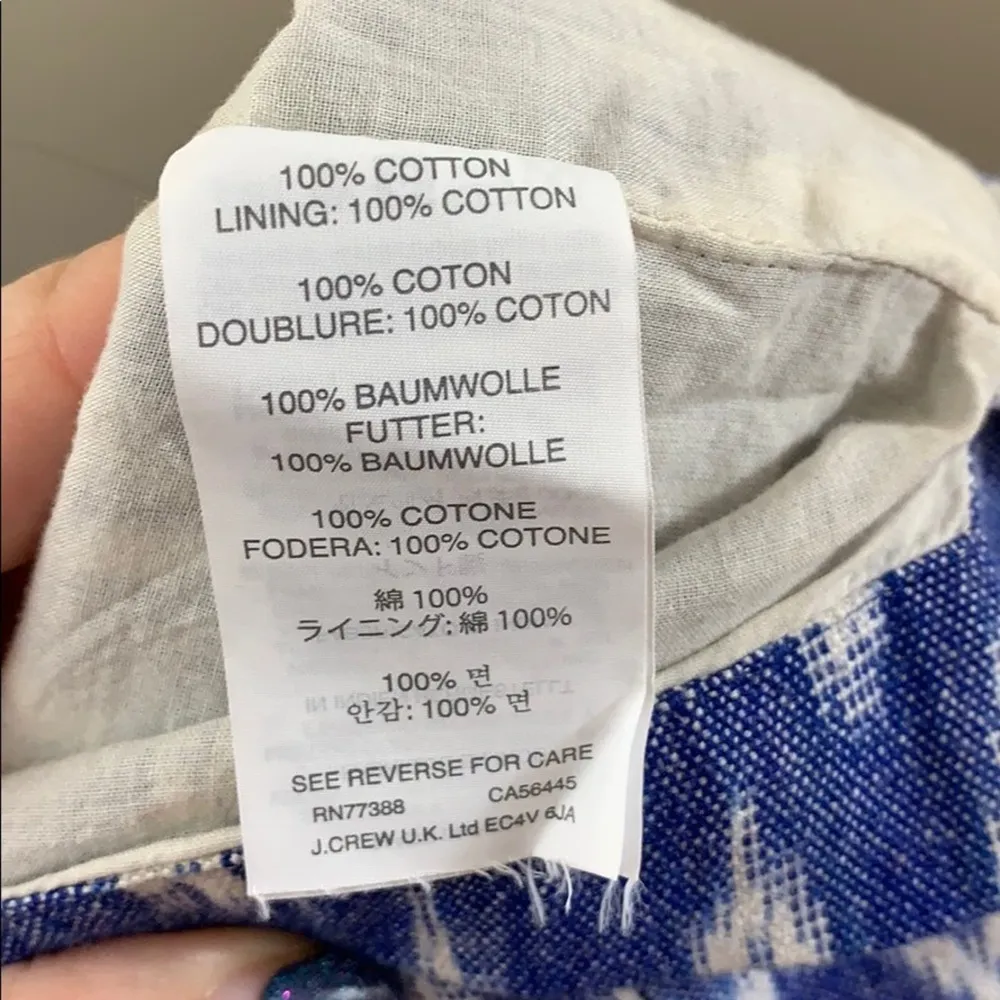 100% COTTON
LINING: 100% COTTON
100% COTON
DOUBLURE: 100% COTON
100% BAUMWOLLE
FUTTER:
100% BAUMWOLLE
100% COTONE
FODERA: 100% COTONE
綿 100%
ライニング: 綿 100%
100% 면
안감: 100% 면
SEE REVERSE FOR CARE
RN77388 CA56445
J.CREW U.K. Ltd EC4V 6JA